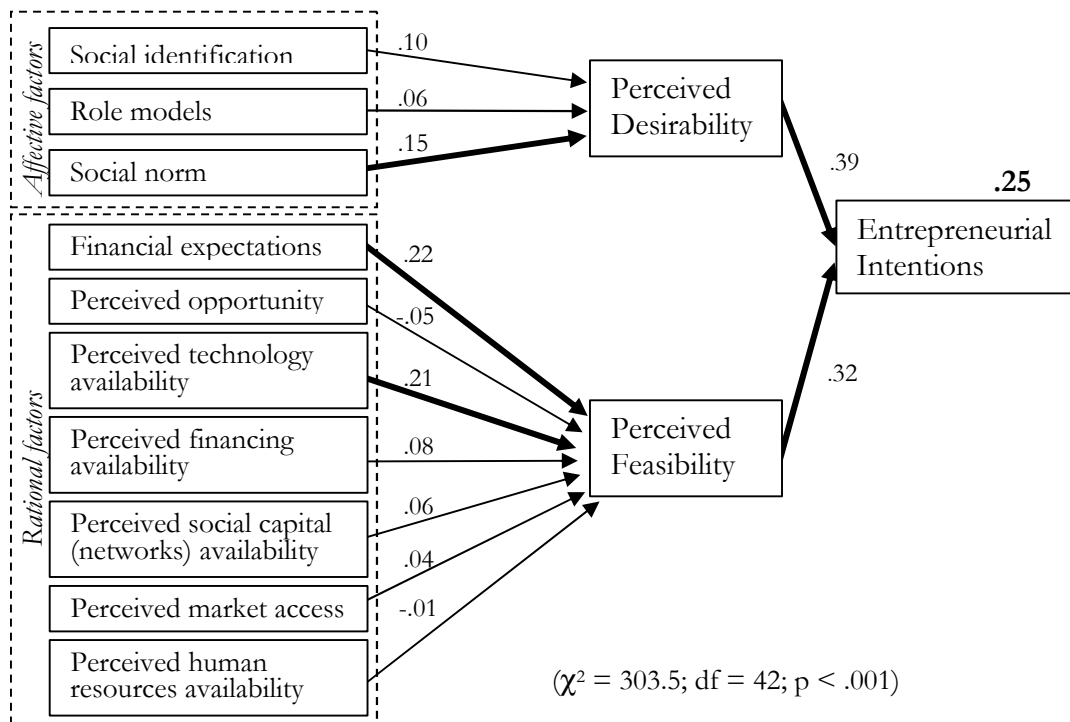 Affective factors
Social identification
Role models
Social norm
.10
.06
.15
Perceived
Desirability
.39
.25
Entrepreneurial
Intentions
.32
Rational factors
Financial expectations
Perceived opportunity
Perceived technology
availability
Perceived financing
availability
Perceived social capital
(networks) availability
Perceived market access
Perceived human
resources availability
.22
-.05
.21
.08
.06
.04
-.01
Perceived
Feasibility
(χ² = 303.5; df = 42; p < .001)